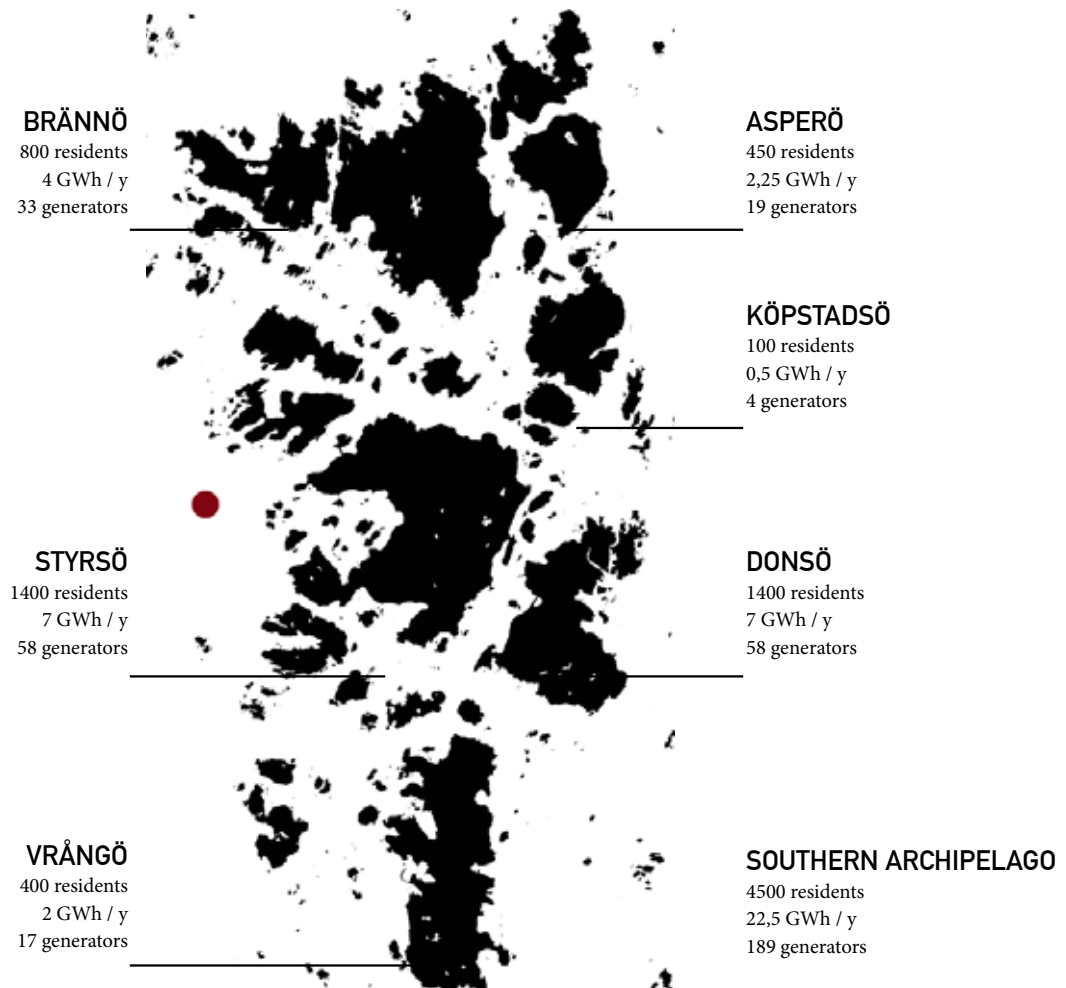 BRÄNNÖ
800 residents
4 GWh / y
33 generators
ASPERÖ
450 residents
2,25 GWh / y
19 generators
KÖPSTADSÖ
100 residents
0,5 GWh / y
4 generators
STYRSÖ
1400 residents
7 GWh / y
58 generators
DONSÖ
1400 residents
7 GWh / y
58 generators
VRÅNGÖ
400 residents
2 GWh / y
17 generators
SOUTHERN ARCHIPELAGO
4500 residents
22,5 GWh / y
189 generators